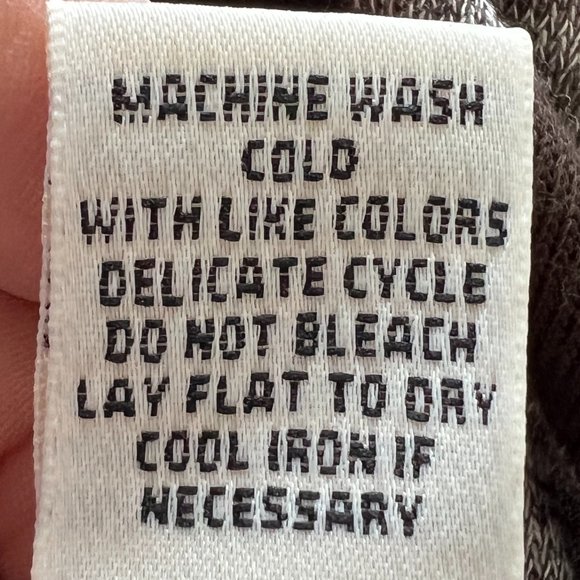 MACHINE WASH
COLD
WITH LIKE COLORS
DELICATE CYCLE
DO NOT BLEACH
LAY FLAT TO DRY
COOL IRON IF
NECESSARY